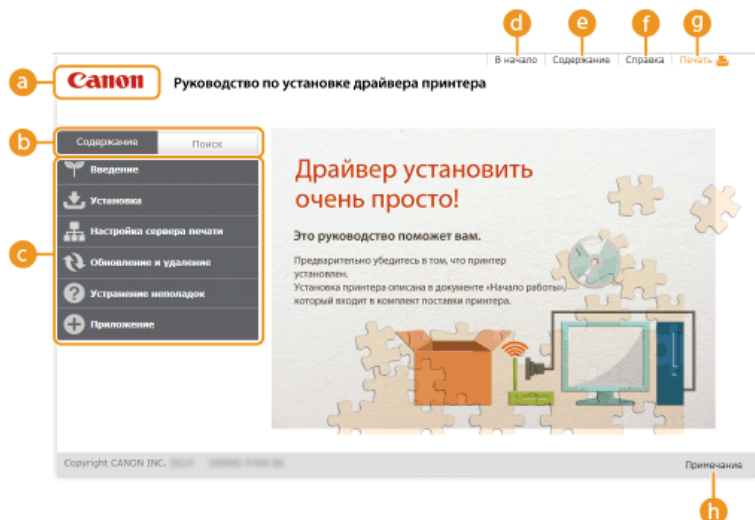 d e f g
В начало Содержание Справка Печать
a Canon Руководство по установке драйвера принтера
b Содержание Поиск
Введение
Установка
Настройка сервера печати
c Обновление и удаление
Устранение неполадок
Приложение
Драйвер установить
очень просто!
Это руководство поможет вам.
Предварительно убедитесь в том, что принтер
установлен.
Установка принтера описана в документе «Начало работы»,
который входит в комплект поставки принтера.
Copyright CANON INC.
Примечание
h